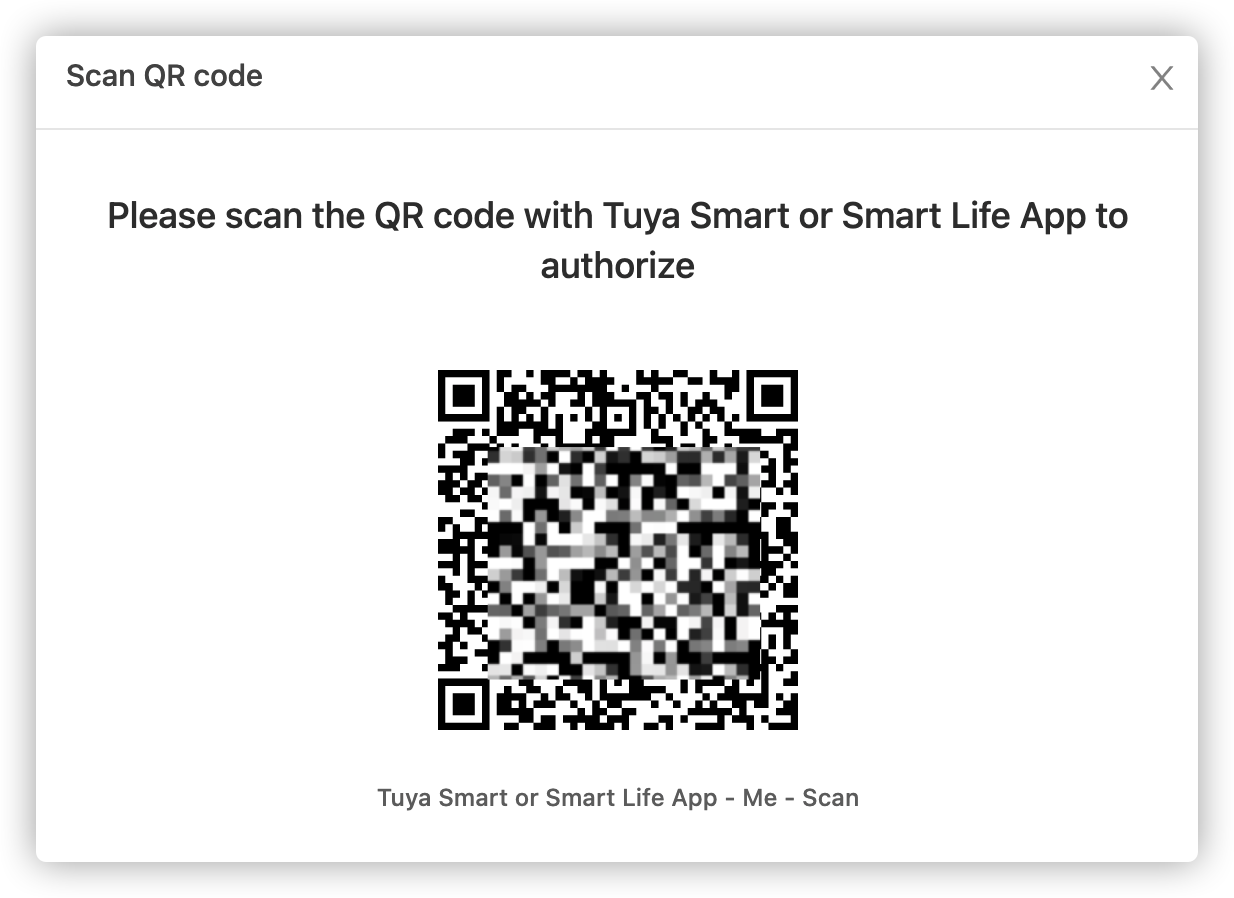 Scan QR code
X
Please scan the QR code with Tuya Smart or Smart Life App to
authorize
Tuya Smart or Smart Life App - Me - Scan